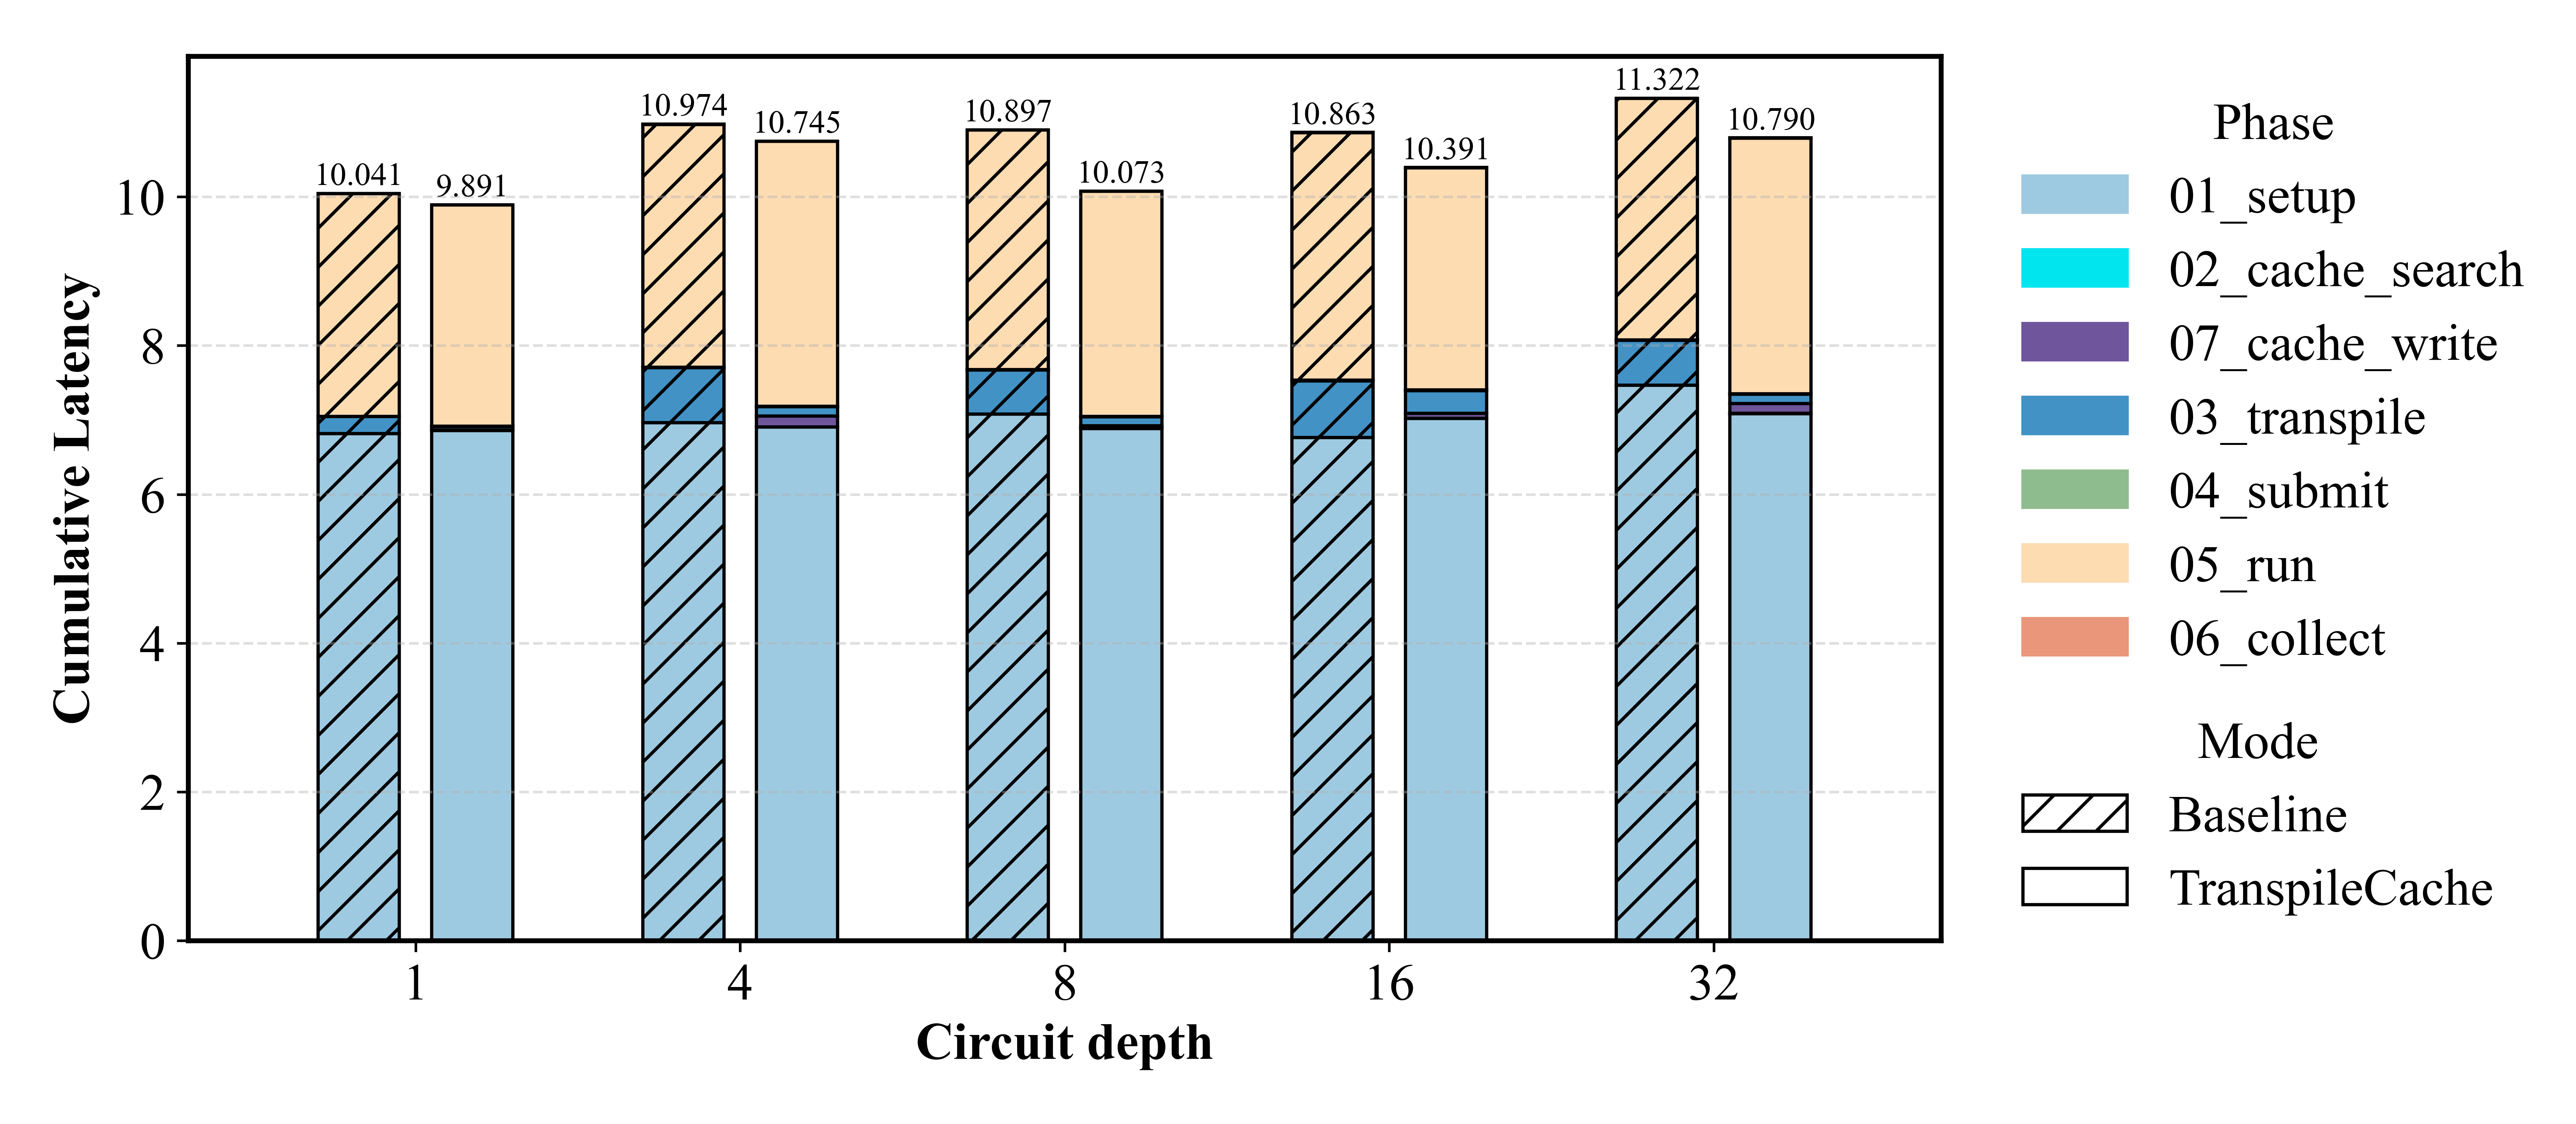 10.041
9.891
10.974
10.745
10.897
10.073
10.863
10.391
11.322
10.790
10
8
6
4
2
0
Cumulative Latency
1
4
8
16
32
Circuit depth
Phase
01_setup
02_cache_search
07_cache_write
03_transpile
04_submit
05_run
06_collect
Mode
Baseline
TranspileCache